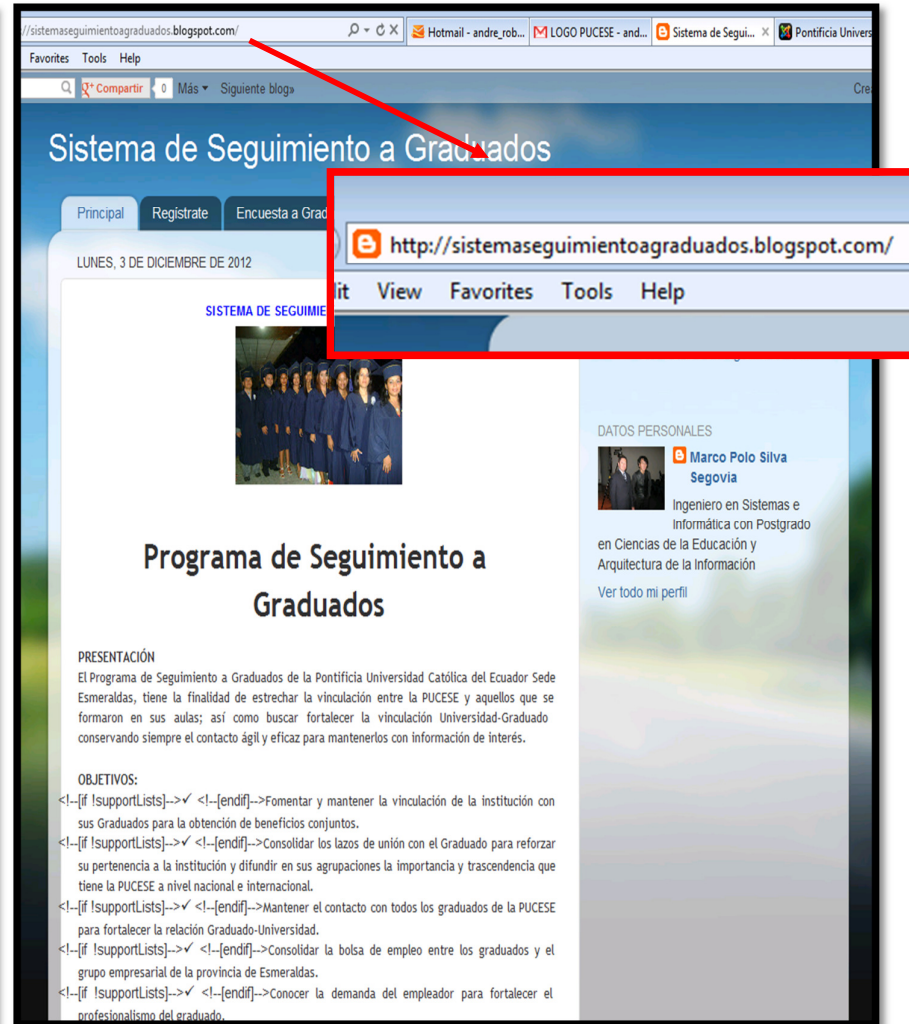 //sistemaseguimientoagraduados.blogspot.com/
Hotmail - andre_rob...
LOGO PUCESE - and...
Sistema de Segui...
Pontificia Univers
Favorites Tools Help
Compartir 0 Más Siguiente blog»
Sistema de Seguimiento a Graduados
Principal Regístrate Encuesta a Grad
http://sistemaseguimientoagraduados.blogspot.com/
it View Favorites Tools Help
LUNES, 3 DE DICIEMBRE DE 2012
SISTEMA DE SEGUIMIE
Programa de Seguimiento a
Graduados
PRESENTACIÓN
El Programa de Seguimiento a Graduados de la Pontificia Universidad Católica del Ecuador Sede
Esmeraldas, tiene la finalidad de estrechar la vinculación entre la PUCESE y aquellos que se
formaron en sus aulas; así como buscar fortalecer la vinculación Universidad-Graduado
conservando siempre el contacto ágil y eficaz para mantenerlos con información de interés.
OBJETIVOS:
<!--[if !supportLists]-->✓ <!--[endif]-->Fomentar y mantener la vinculación de la institución con
sus Graduados para la obtención de beneficios conjuntos.
<!--[if !supportLists]-->✓ <!--[endif]-->Consolidar los lazos de unión con el Graduado para reforzar
su pertenencia a la institución y difundir en sus agrupaciones la importancia y trascendencia que
tiene la PUCESE a nivel nacional e internacional.
<!--[if !supportLists]-->✓ <!--[endif]-->Mantener el contacto con todos los graduados de la PUCESE
para fortalecer la relación Graduado-Universidad.
<!--[if !supportLists]-->✓ <!--[endif]-->Consolidar la bolsa de empleo entre los graduados y el
grupo empresarial de la provincia de Esmeraldas.
<!--[if !supportLists]-->✓ <!--[endif]-->Conocer la demanda del empleador para fortalecer el
profesionalismo del graduado.
DATOS PERSONALES
Marco Polo Silva
Segovia
Ingeniero en Sistemas e
Informática con Postgrado
en Ciencias de la Educación y
Arquitectura de la Información
Ver todo mi perfil